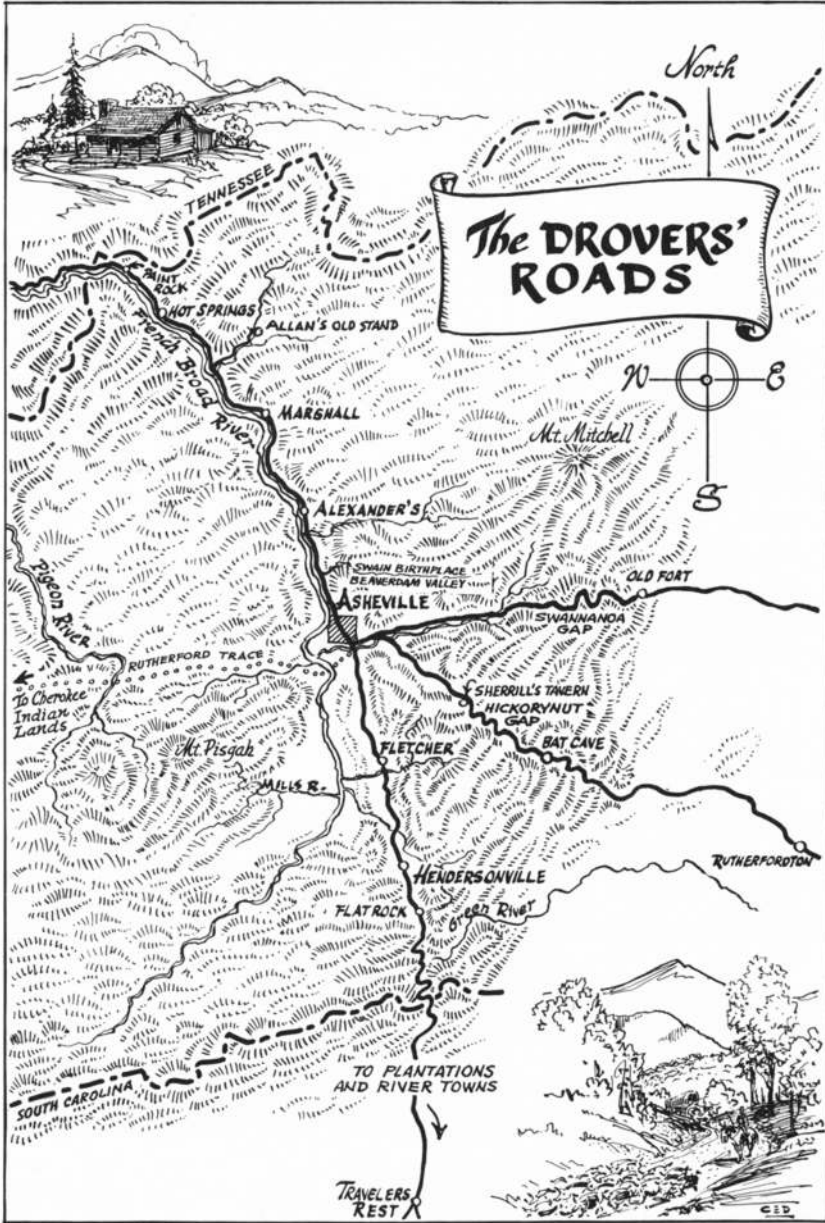 North
The DROVERS'
ROADS
W
E
S
TENNESSEE
PAINT
ROCK
HOT SPRINGS
ALLAN'S OLD STAND
French Broad River
MARSHALL
Mt. Mitchell
ALEXANDER'S
SWAIN BIRTHPLACE
BEAVERDAM VALLEY
ASHEVILLE
OLD FORT
SWANNANOA
GAP
Pigeon River
RUTHERFORD TRACE
To Cherokee
Indian
Lands
SHERRILL'S TAVERN
HICKORYNUT
GAP
Mt. Pisgah
FLETCHER
BAT CAVE
MILLS R.
RUTHERFORDTON
HENDERSONVILLE
FLAT ROCK
Green River
SOUTH CAROLINA
TO PLANTATIONS
AND RIVER TOWNS
TRAVELERS
REST
CED